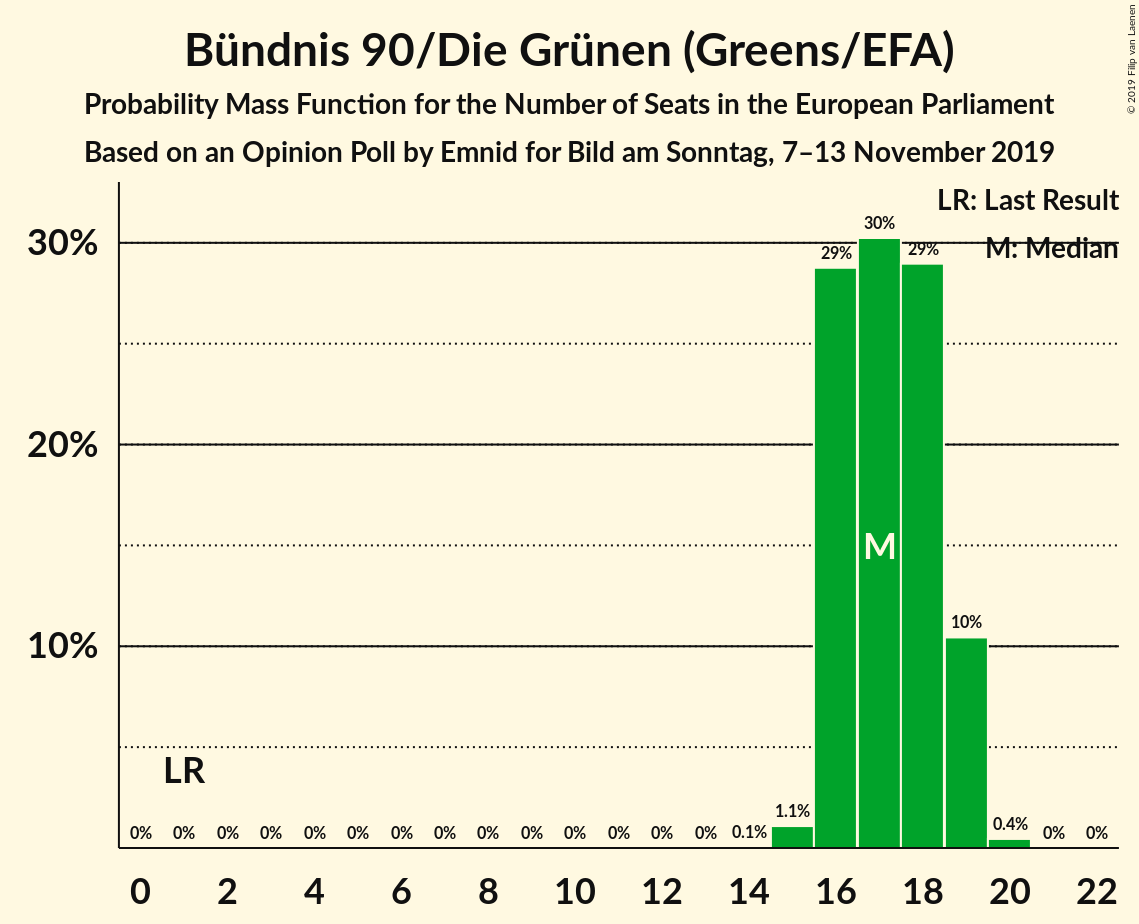 Bündnis 90/Die Grünen (Greens/EFA)
Probability Mass Function for the Number of Seats in the European Parliament
Based on an Opinion Poll by Emnid for Bild am Sonntag, 7–13 November 2019
© 2019 Filip van Laenen
LR: Last Result
M: Median
30%
20%
10%
30%
29%
29%
M
10%
LR
1.1%
0.4%
0% 0% 0% 0% 0% 0% 0% 0% 0% 0% 0% 0% 0% 0% 0.1% 0% 0%
0 2 4 6 8 10 12 14 16 18 20 22